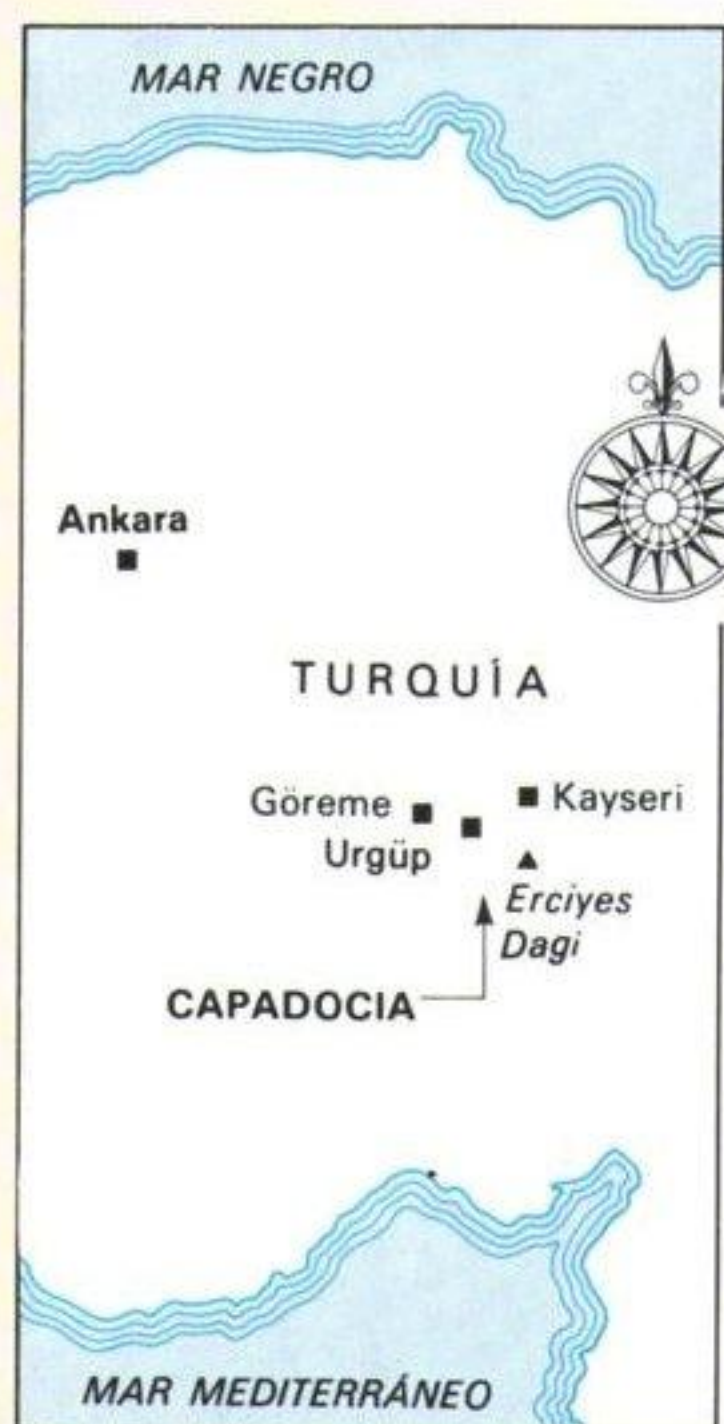 MAR NEGRO
Ankara
TURQUÍA
Göreme
Kayseri
Urgüp
Erciyes
Dagi
CAPADOCIA
MAR MEDITERRÁNEO